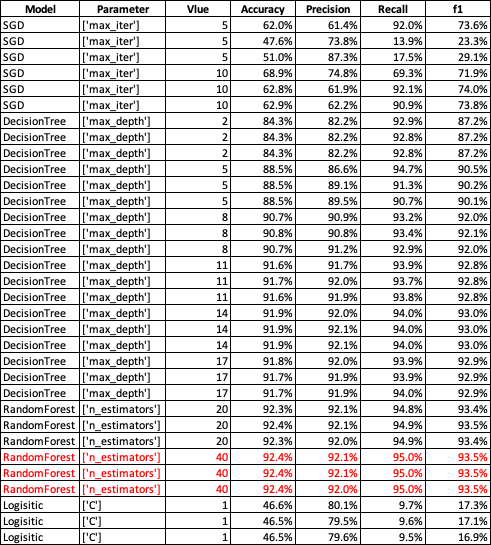 Model Parameter Vlue Accuracy Precision Recall f1
SGD ['max_iter'] 5 62.0% 61.4% 92.0% 73.6%
SGD ['max_iter'] 5 47.6% 73.8% 13.9% 23.3%
SGD ['max_iter'] 5 51.0% 87.3% 17.5% 29.1%
SGD ['max_iter'] 10 68.9% 74.8% 69.3% 71.9%
SGD ['max_iter'] 10 62.8% 61.9% 92.1% 74.0%
SGD ['max_iter'] 10 62.9% 62.2% 90.9% 73.8%
DecisionTree ['max_depth'] 2 84.3% 82.2% 92.9% 87.2%
DecisionTree ['max_depth'] 2 84.3% 82.2% 92.8% 87.2%
DecisionTree ['max_depth'] 2 84.3% 82.2% 92.8% 87.2%
DecisionTree ['max_depth'] 5 88.5% 86.6% 94.7% 90.5%
DecisionTree ['max_depth'] 5 88.5% 89.1% 91.3% 90.2%
DecisionTree ['max_depth'] 5 88.5% 89.5% 90.7% 90.1%
DecisionTree ['max_depth'] 8 90.7% 90.9% 93.2% 92.0%
DecisionTree ['max_depth'] 8 90.8% 90.8% 93.4% 92.1%
DecisionTree ['max_depth'] 8 90.7% 91.2% 92.9% 92.0%
DecisionTree ['max_depth'] 11 91.6% 91.7% 93.9% 92.8%
DecisionTree ['max_depth'] 11 91.7% 92.0% 93.7% 92.8%
DecisionTree ['max_depth'] 11 91.6% 91.9% 93.8% 92.8%
DecisionTree ['max_depth'] 14 91.9% 92.0% 94.0% 93.0%
DecisionTree ['max_depth'] 14 91.9% 92.1% 94.0% 93.0%
DecisionTree ['max_depth'] 14 91.9% 92.1% 94.0% 93.0%
DecisionTree ['max_depth'] 17 91.8% 92.0% 93.9% 92.9%
DecisionTree ['max_depth'] 17 91.7% 91.9% 93.9% 92.9%
DecisionTree ['max_depth'] 17 91.7% 91.9% 94.0% 92.9%
RandomForest ['n_estimators'] 20 92.3% 92.1% 94.8% 93.4%
RandomForest ['n_estimators'] 20 92.4% 92.1% 94.9% 93.5%
RandomForest ['n_estimators'] 20 92.3% 92.0% 94.9% 93.4%
RandomForest ['n_estimators'] 40 92.4% 92.1% 95.0% 93.5%
RandomForest ['n_estimators'] 40 92.4% 92.1% 95.0% 93.5%
RandomForest ['n_estimators'] 40 92.4% 92.0% 95.0% 93.5%
Logisitic ['C'] 1 46.6% 80.1% 9.7% 17.3%
Logisitic ['C'] 1 46.5% 79.5% 9.6% 17.1%
Logisitic ['C'] 1 46.5% 79.6% 9.5% 16.9%